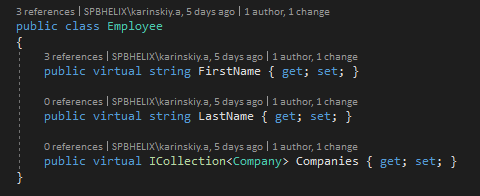 3 references | SPBHELIX\karinskiy.a, 5 days ago | 1 author, 1 change
public class Employee
{
3 references | SPBHELIX\karinskiy.a, 5 days ago | 1 author, 1 change
public virtual string FirstName { get; set; }
0 references | SPBHELIX\karinskiy.a, 5 days ago | 1 author, 1 change
public virtual string LastName { get; set; }
0 references | SPBHELIX\karinskiy.a, 5 days ago | 1 author, 1 change
public virtual ICollection<Company> Companies { get; set; }
}